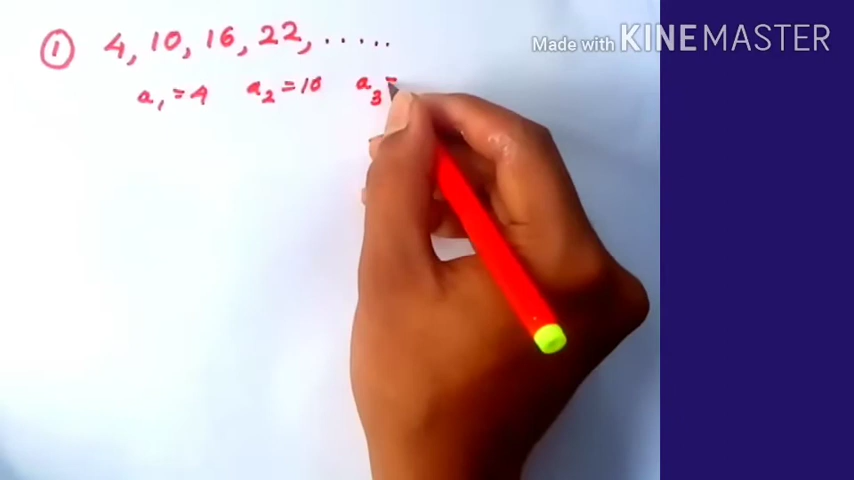 Made with KINEMASTER
① 4, 10, 16, 22, .....
a₁ = 4 a₂ = 10 a₃ =